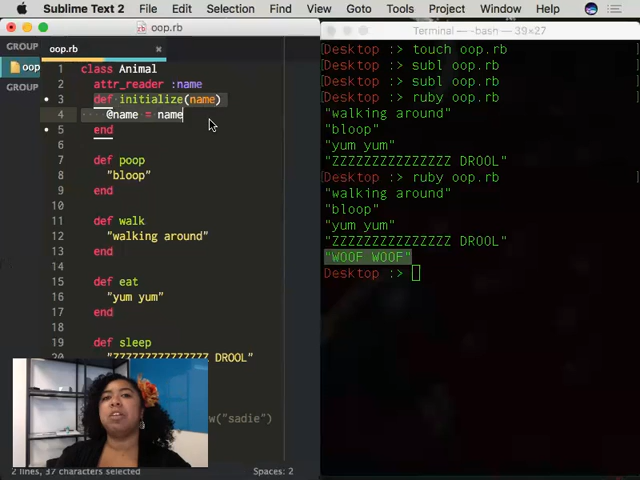 Sublime Text 2 File Edit Selection Find View Goto Tools Project Window Help
oop.rb
Terminal — -bash — 39×27
GROUP
oop
GROUP
oop.rb
1 class Animal
2 attr_reader :name
3 def initialize(name)
4 @name = name
5 end
6
7 def poop
8 "bloop"
9 end
10
11 def walk
12 "walking around"
13 end
14
15 def eat
16 "yum yum"
17 end
18
19 def sleep
20 "ZZZZZZZZZZZZZZZ DROOL"
w("sadie")
2 lines, 37 characters selected
Spaces: 2
Desktop :> touch oop.rb
Desktop :> subl oop.rb
Desktop :> subl oop.rb
Desktop :> ruby oop.rb
"walking around"
"bloop"
"yum yum"
"ZZZZZZZZZZZZZZZ DROOL"
Desktop :> ruby oop.rb
"walking around"
"bloop"
"yum yum"
"ZZZZZZZZZZZZZZZ DROOL"
"WOOF WOOF"
Desktop :>